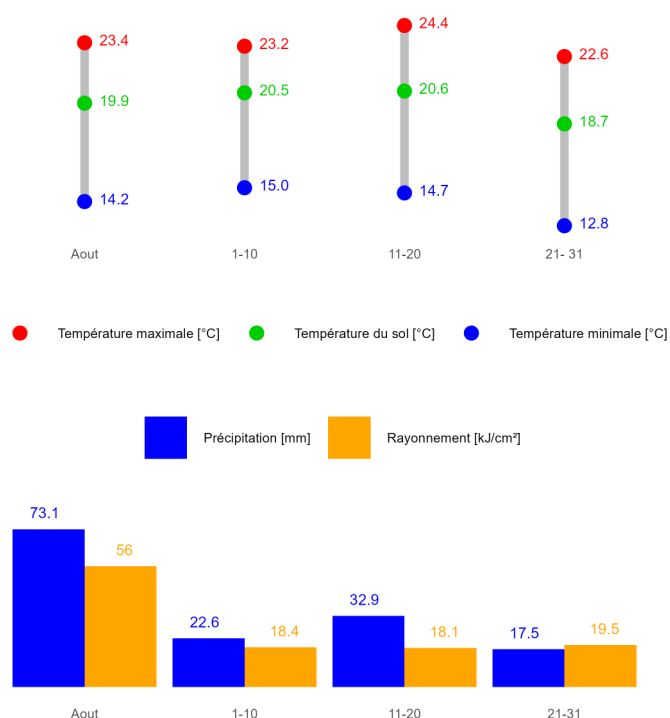 23.4 23.2 24.4 22.6
19.9 20.5 20.6 18.7
14.2 15.0 14.7 12.8
Aout 1-10 11-20 21- 31
Température maximale [°C] Température du sol [°C] Température minimale [°C]
Précipitation [mm] Rayonnement [kJ/cm²]
73.1 56 22.6 18.4 32.9 18.1 17.5 19.5
Aout 1-10 11-20 21-31